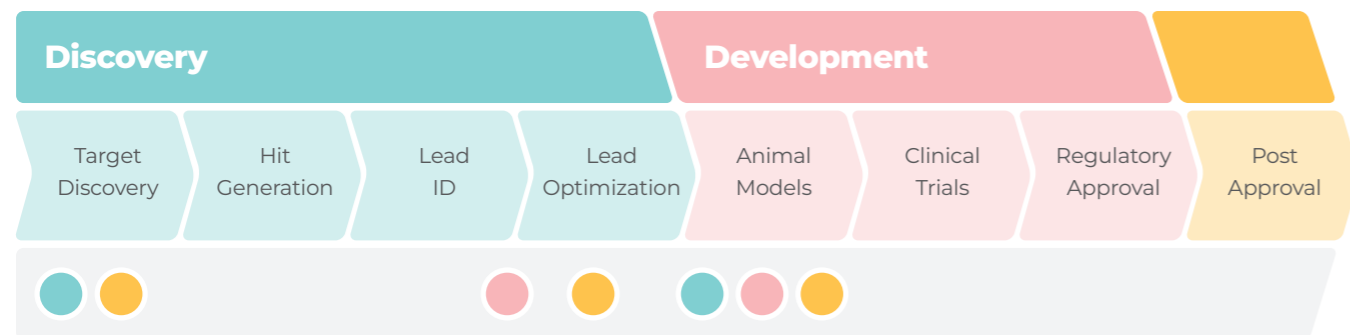 Discovery
Development
Target
Discovery
Hit
Generation
Lead
ID
Lead
Optimization
Animal
Models
Clinical
Trials
Regulatory
Approval
Post
Approval